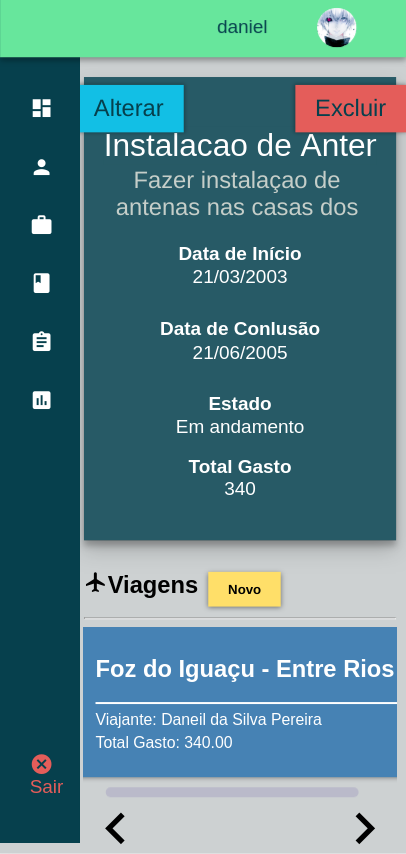 daniel
Alterar
Excluir
Instalacao de Anter
Fazer instalaçao de
antenas nas casas dos
Data de Início
21/03/2003
Data de Conlusão
21/06/2005
Estado
Em andamento
Total Gasto
340
Viagens
Novo
Foz do Iguaçu - Entre Rios
Viajante: Daneil da Silva Pereira
Total Gasto: 340.00
Sair